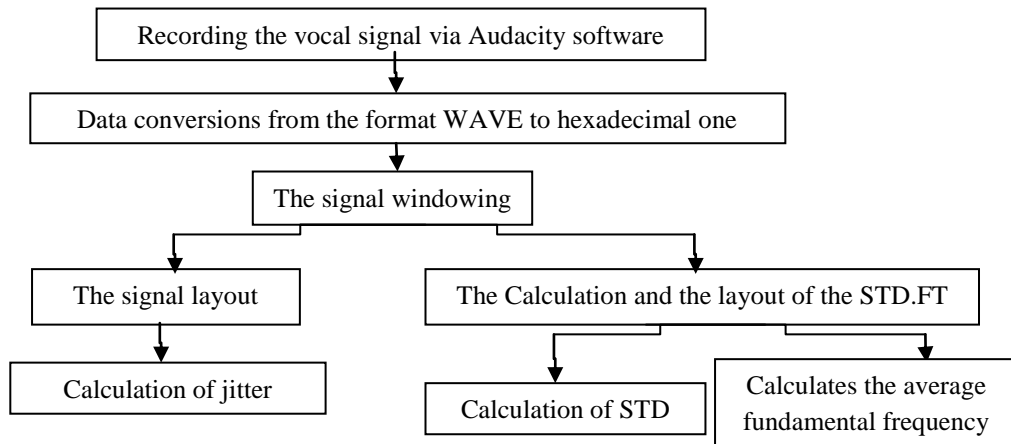 Recording the vocal signal via Audacity software
Data conversions from the format WAVE to hexadecimal one
The signal windowing
The signal layout
The Calculation and the layout of the STD.FT
Calculation of jitter
Calculation of STD
Calculates the average
fundamental frequency